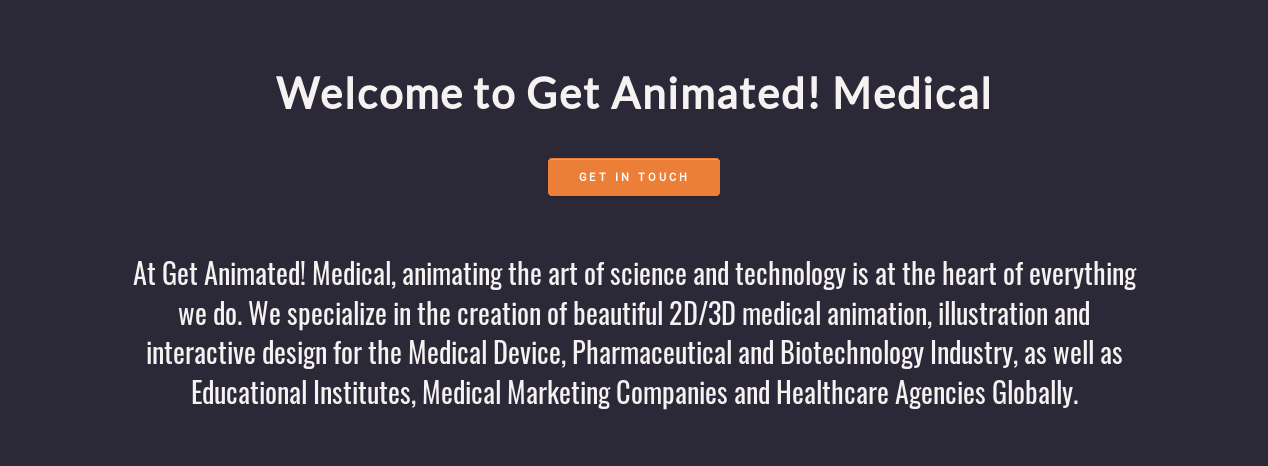 Welcome to Get Animated! Medical
GET IN TOUCH
At Get Animated! Medical, animating the art of science and technology is at the heart of everything
we do. We specialize in the creation of beautiful 2D/3D medical animation, illustration and
interactive design for the Medical Device, Pharmaceutical and Biotechnology Industry, as well as
Educational Institutes, Medical Marketing Companies and Healthcare Agencies Globally.